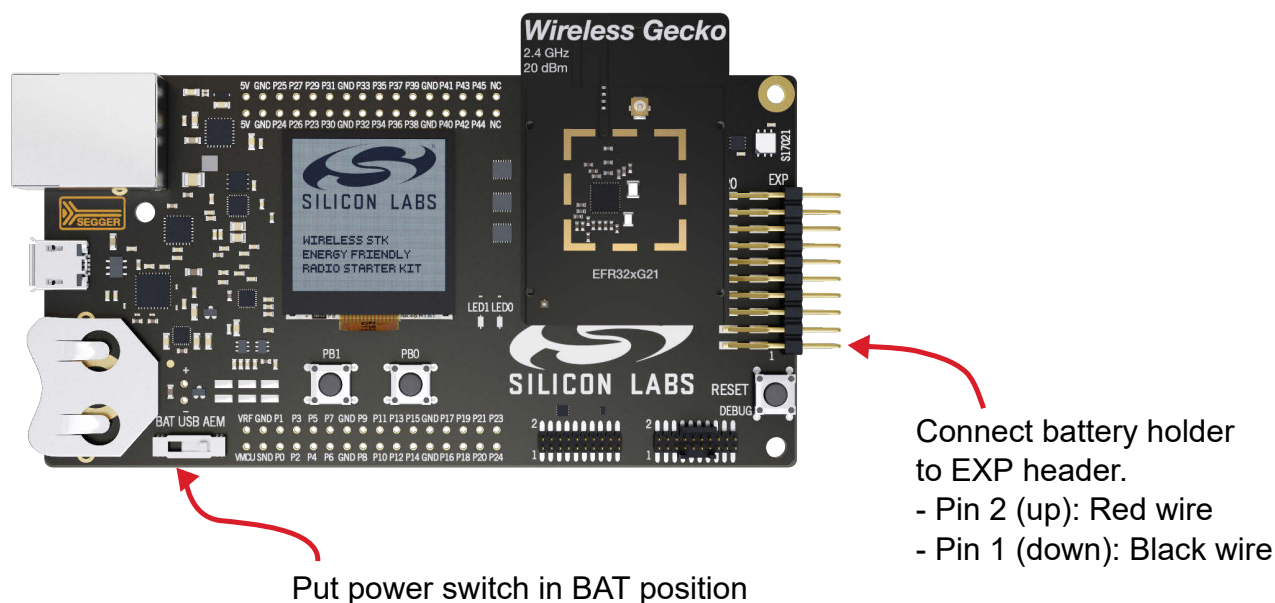 Wireless Gecko
2.4 GHz
20 dBm
5V GNC P25 P27 P29 P31 GND P33 P35 P37 P39 GND P41 P43 P45 NC
5V GND P24 P26 P23 P30 GND P32 P34 P36 P38 GND P40 P42 P44 NC
S17021
EXP
SEGGER
SILICON LABS
WIRELESS STK
ENERGY FRIENDLY
RADIO STARTER KIT
EFR32xG21
LED1 LED0
PB1
PB0
1
SILICON LABS
RESET
DEBUG
BAT USB AEM
VRF GND P1 P3 P5 P7 GND P9 P11 P13 P15 GND P17 P19 P21 P23
VMCU SND P0 P2 P4 P6 GND P8 P10 P12 P14 GND P16 P18 P20 P24
2
1
2
1
Connect battery holder
to EXP header.
- Pin 2 (up): Red wire
- Pin 1 (down): Black wire
Put power switch in BAT position